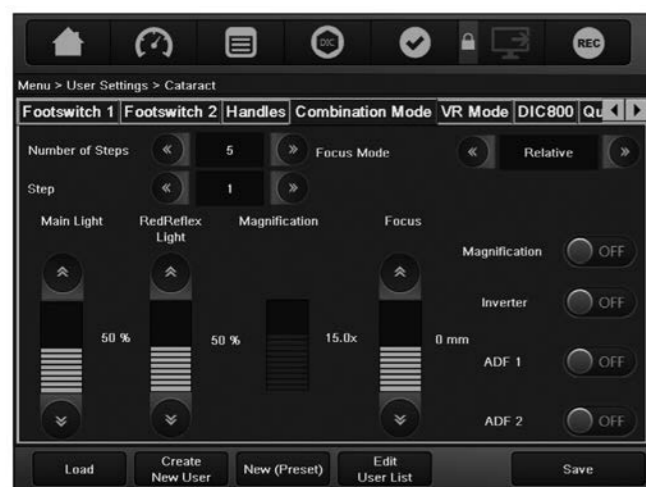 DIC
REC
Menu > User Settings > Cataract
Footswitch 1 Footswitch 2 Handles Combination Mode VR Mode DIC800 Qu
Number of Steps 5 Focus Mode Relative
Step 1
Main Light RedReflex Light Magnification Focus
Magnification OFF
Inverter OFF
50 % 50 % 15.0x 0 mm
ADF 1 OFF
ADF 2 OFF
Load Create New User New (Preset) Edit User List Save